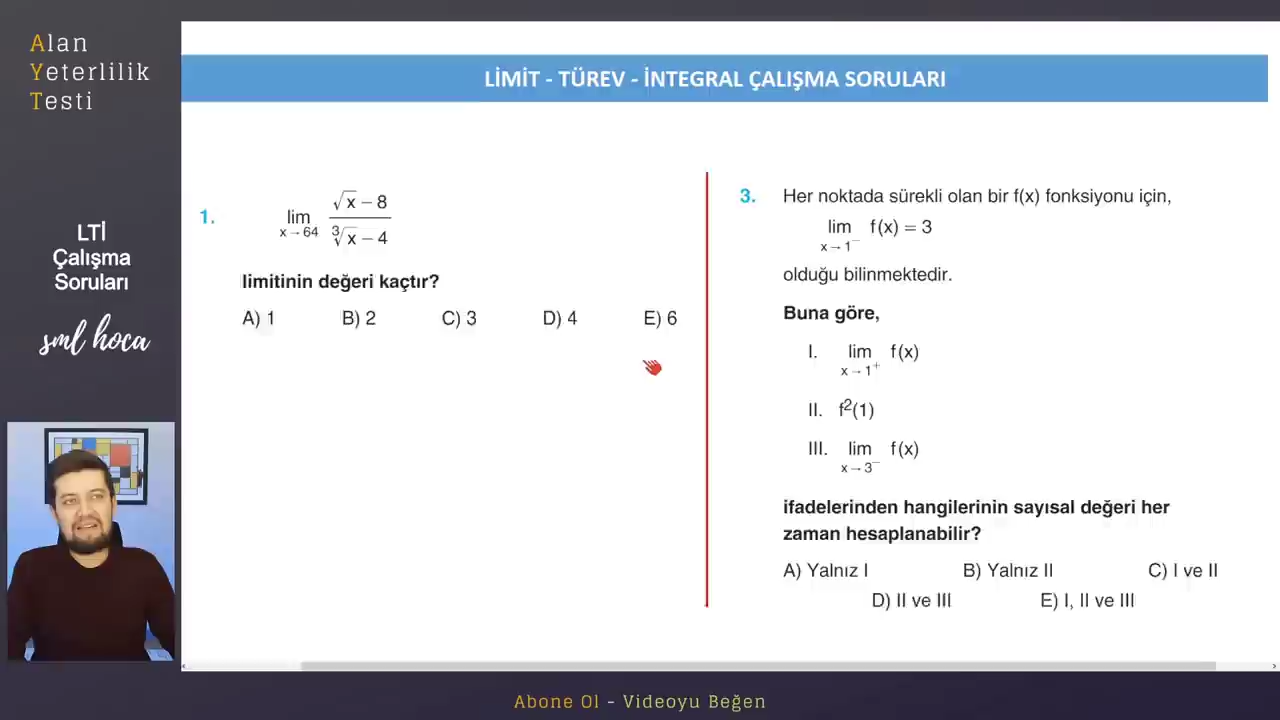 Alan
Yeterlilik
Testi
LİMİT - TÜREV - İNTEGRAL ÇALIŞMA SORULARI
LTİ
Çalışma
Soruları
sml hoca
1. lim x→64 √x − 8 / ∛x − 4
limitinin değeri kaçtır?
A) 1 B) 2 C) 3 D) 4 E) 6
3. Her noktada sürekli olan bir f(x) fonksiyonu için,
lim x→1⁻ f(x) = 3
olduğu bilinmektedir.
Buna göre,
I. lim x→1⁺ f(x)
II. f²(1)
III. lim x→3⁻ f(x)
ifadelerinden hangilerinin sayısal değeri her
zaman hesaplanabilir?
A) Yalnız I B) Yalnız II C) I ve II
D) II ve III E) I, II ve III
Abone Ol - Videoyu Beğen